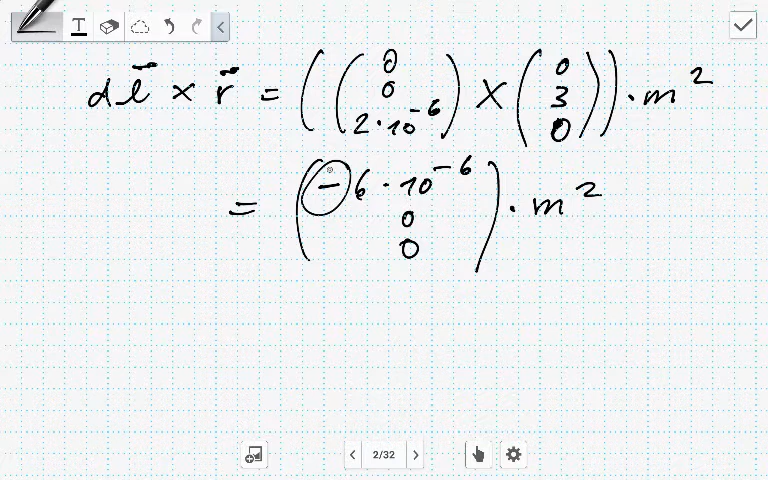 T
dl⃗ × r⃗ = ((0 0 2·10⁻⁶) × (0 3 0)) · m²
= (−6·10⁻⁶ 0 0) · m²
2/32